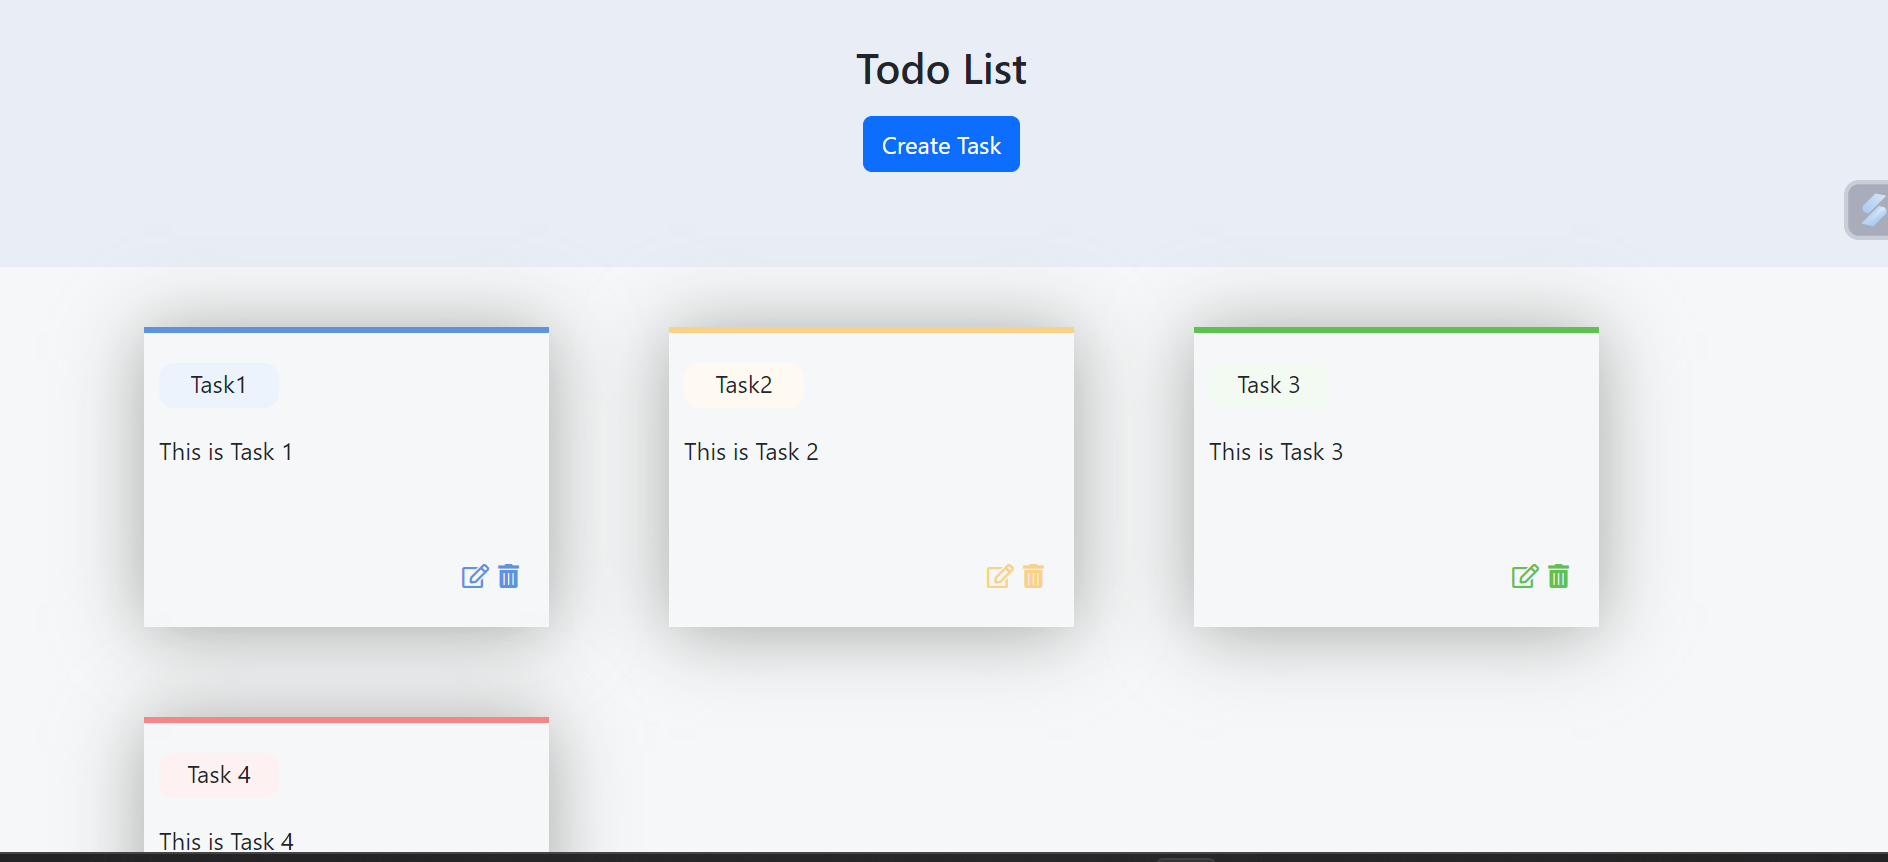 Todo List
Create Task
Task1
This is Task 1
Task2
This is Task 2
Task 3
This is Task 3
Task 4
This is Task 4